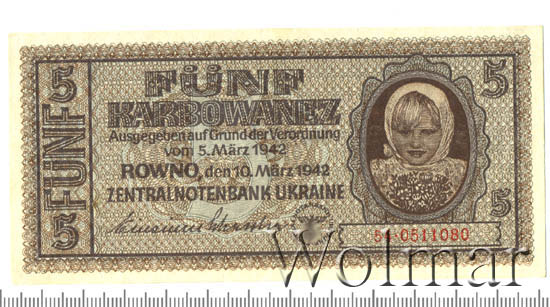 FÜNF
KARBOWANEZ
Ausgegeben auf Grund der Verordnung
vom 5. März 1942
ROWNO, den 10. März 1942
ZENTRALNOTENBANK UKRAINE
5
FÜNF
5
5
5
54·0511080
Wolmar